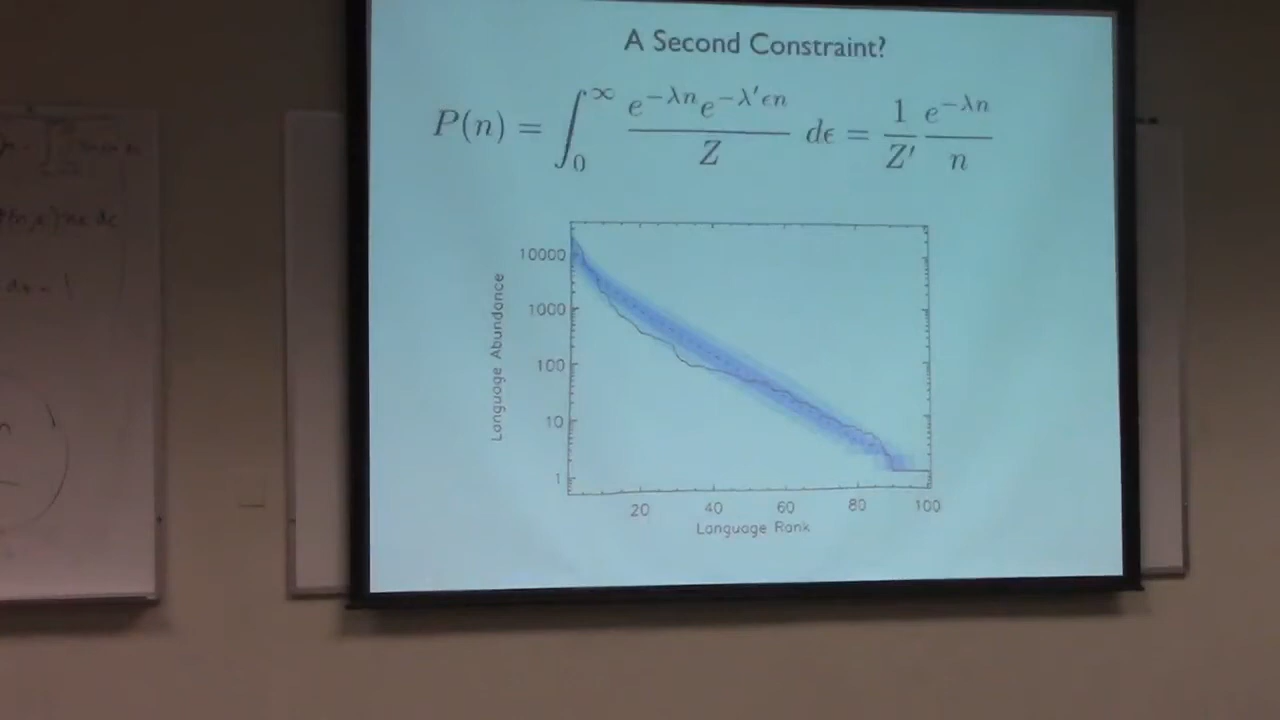 A Second Constraint?
P(n) = ∫₀^∞ e^{-λn}e^{-λ'ϵn} / Z dϵ = 1/Z' e^{-λn}/n
10000
1000
100
10
1
Language Abundance
20 40 60 80 100
Language Rank